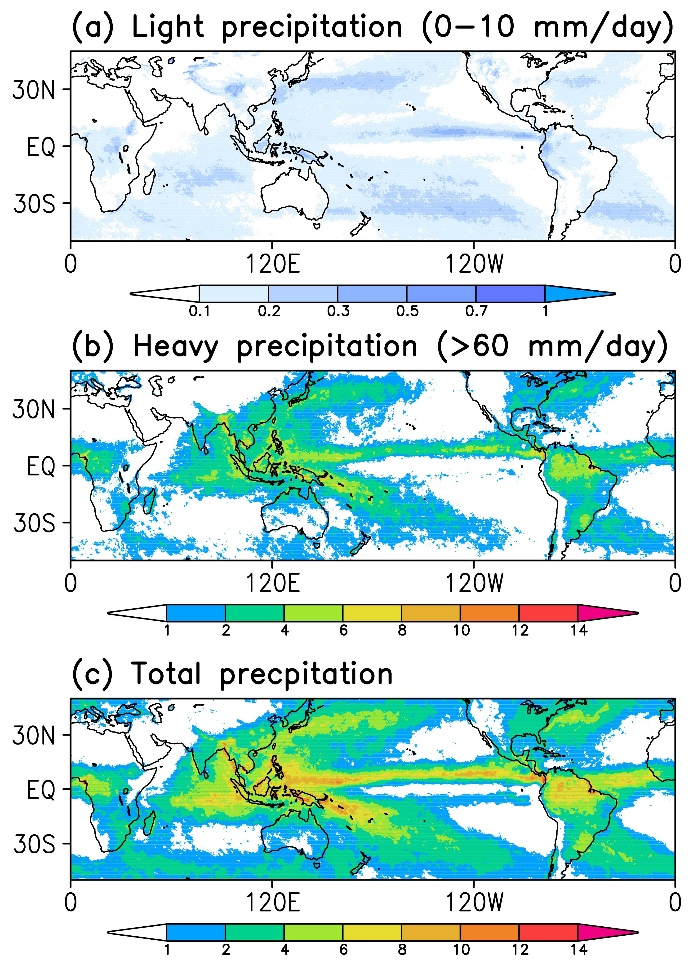 (a) Light precipitation (0-10 mm/day)
30N
EQ
30S
0 120E 120W 0
0.1 0.2 0.3 0.5 0.7 1
(b) Heavy precipitation (>60 mm/day)
30N
EQ
30S
0 120E 120W 0
1 2 4 6 8 10 12 14
(c) Total precpitation
30N
EQ
30S
0 120E 120W 0
1 2 4 6 8 10 12 14